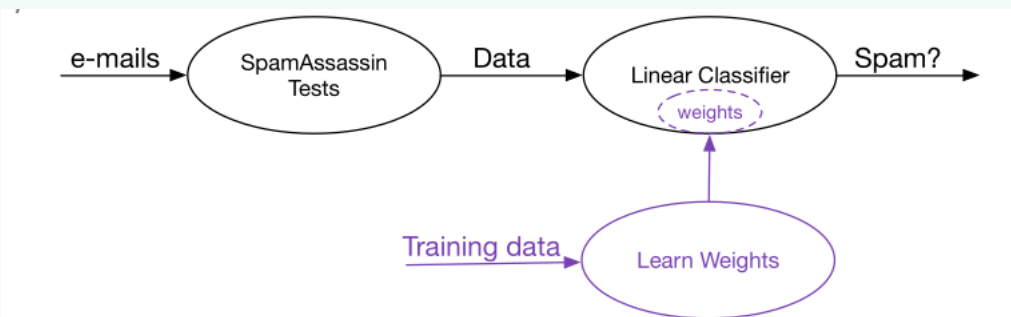 e-mails
SpamAssassin
Tests
Data
Linear Classifier
weights
Spam?
Training data
Learn Weights